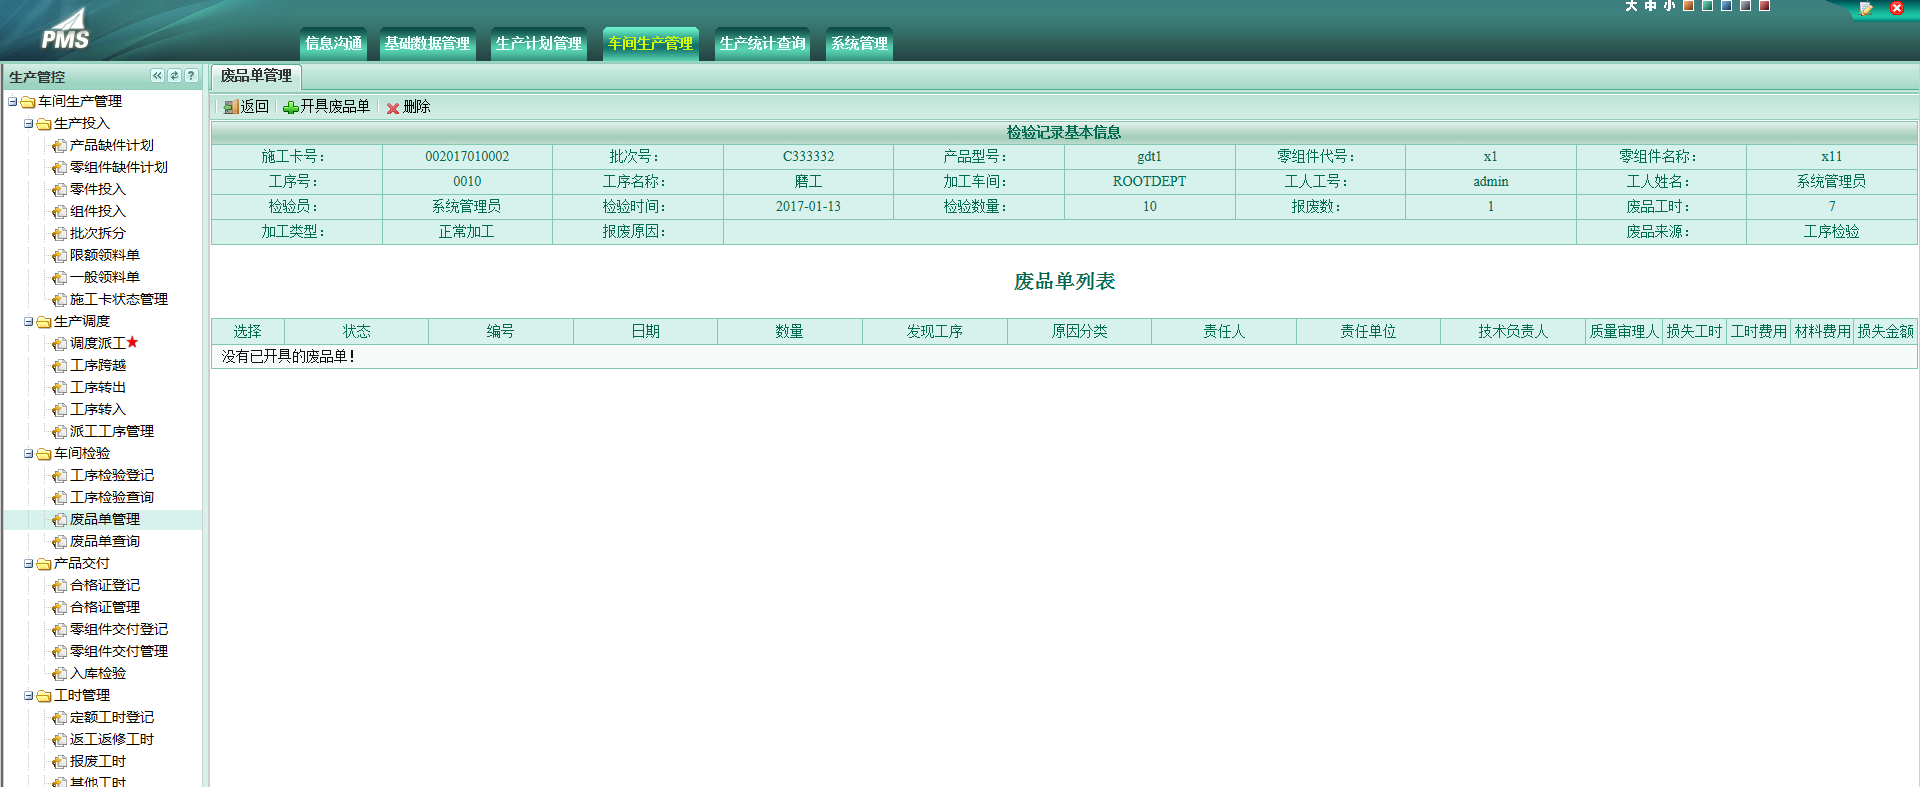 大 中 小
PMS
信息沟通 基础数据管理 生产计划管理 车间生产管理 生产统计查询 系统管理
生产管控
车间生产管理
生产投入
产品缺件计划
零组件缺件计划
零件投入
组件投入
批次拆分
限额领料单
一般领料单
施工卡状态管理
生产调度
调度派工
工序跨越
工序转出
工序转入
派工工序管理
车间检验
工序检验登记
工序检验查询
废品单管理
废品单查询
产品交付
合格证登记
合格证管理
零组件交付登记
零组件交付管理
入库检验
工时管理
定额工时登记
返工返修工时
报废工时
其他工时
废品单管理
返回 开具废品单 删除
检验记录基本信息
施工卡号： 002017010002 批次号： C333332 产品型号： gdt1 零组件代号： x1 零组件名称： x11
工序号： 0010 工序名称： 磨工 加工车间： ROOTDEPT 工人工号： admin 工人姓名： 系统管理员
检验员： 系统管理员 检验时间： 2017-01-13 检验数量： 10 报废数： 1 废品工时： 7
加工类型： 正常加工 报废原因： 废品来源： 工序检验
废品单列表
选择 状态 编号 日期 数量 发现工序 原因分类 责任人 责任单位 技术负责人 质量审理人 损失工时 工时费用 材料费用 损失金额
没有已开具的废品单！